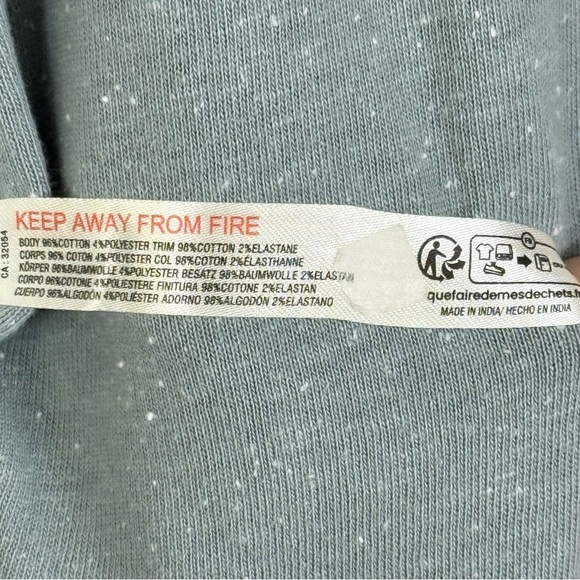 CA : 32054
KEEP AWAY FROM FIRE
BODY 96%COTTON 4%POLYESTER TRIM 98%COTTON 2%ELASTANE
CORPS 96% COTON 4%POLYESTER COL 98%COTON 2%ELASTHANNE
KÖRPER 96%BAUMWOLLE 4%POLYESTER BESATZ 98%BAUMWOLLE 2%ELASTAN
CORPO 96%COTONE 4%POLIESTERE FINITURA 98%COTONE 2%ELASTAN
CUERPO 96%ALGODÓN 4%POLIÉSTER ADORNO 98%ALGODÓN 2%ELASTANO
FR
quefairedemesdechets.fr
MADE IN INDIA/ HECHO EN INDIA